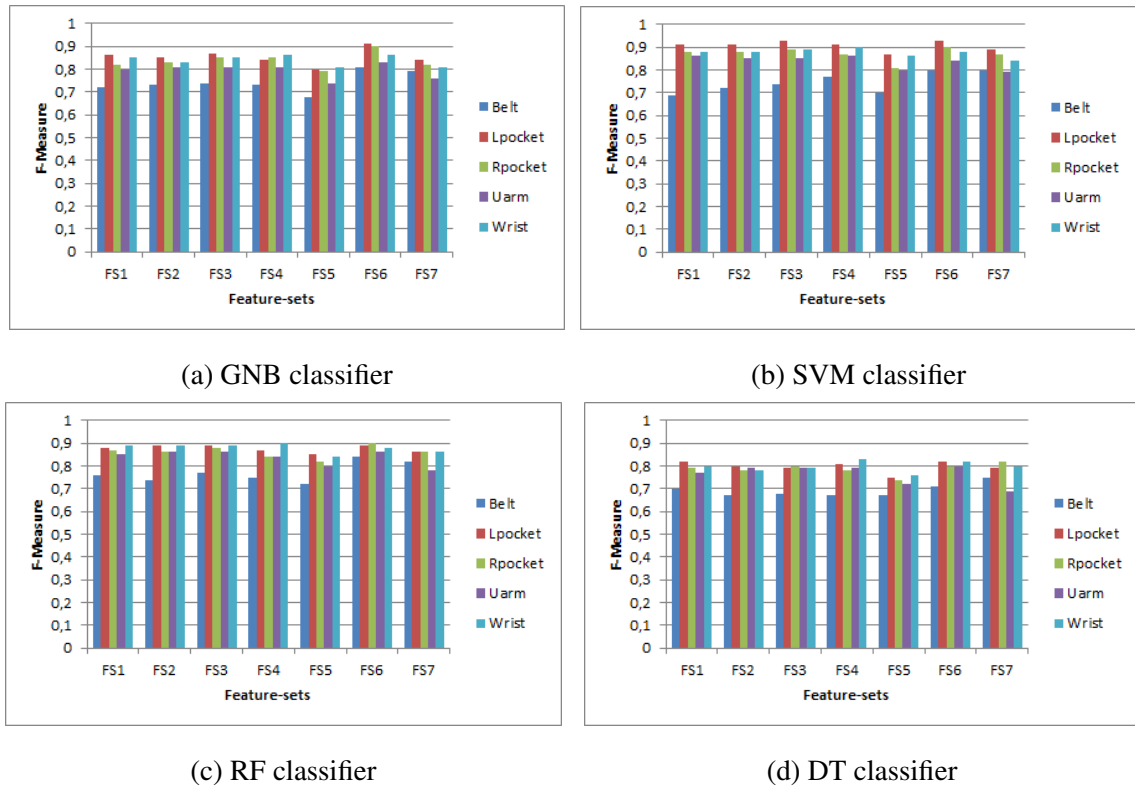 1
0,9
0,8
0,7
0,6
0,5
0,4
0,3
0,2
0,1
0
F-Measure
FS1 FS2 FS3 FS4 FS5 FS6 FS7
Feature-sets
Belt
Lpocket
Rpocket
Uarm
Wrist
(a) GNB classifier
1
0,9
0,8
0,7
0,6
0,5
0,4
0,3
0,2
0,1
0
F-Measure
FS1 FS2 FS3 FS4 FS5 FS6 FS7
Feature-sets
Belt
Lpocket
Rpocket
Uarm
Wrist
(b) SVM classifier
1
0,9
0,8
0,7
0,6
0,5
0,4
0,3
0,2
0,1
0
F-Measure
FS1 FS2 FS3 FS4 FS5 FS6 FS7
Feature-sets
Belt
Lpocket
Rpocket
Uarm
Wrist
(c) RF classifier
1
0,9
0,8
0,7
0,6
0,5
0,4
0,3
0,2
0,1
0
F-Measure
FS1 FS2 FS3 FS4 FS5 FS6 FS7
Feature-sets
Belt
Lpocket
Rpocket
Uarm
Wrist
(d) DT classifier